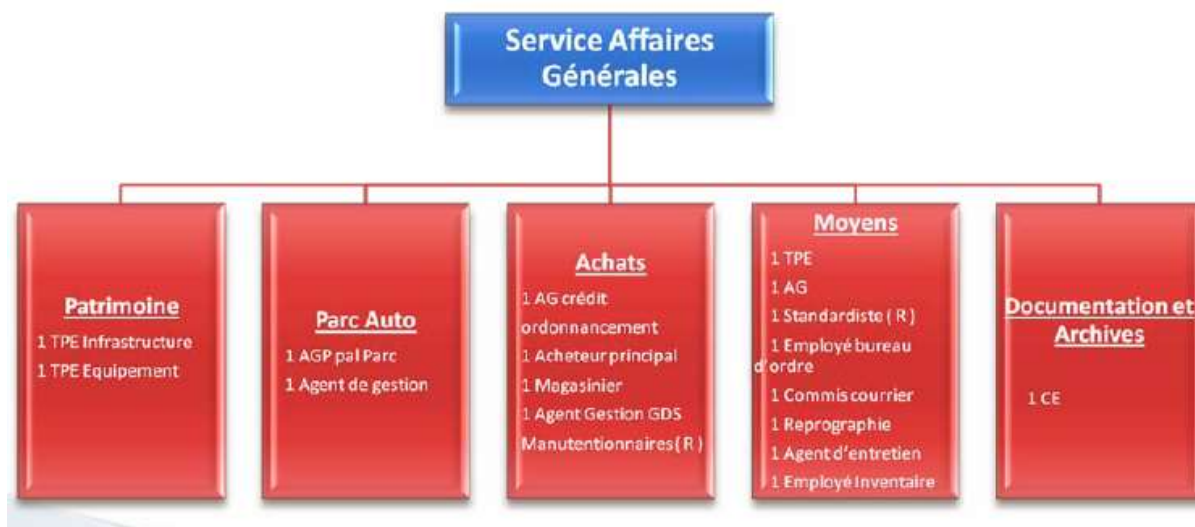 Service Affaires
Générales
Patrimoine
1 TPE Infrastructure
1 TPE Equipement
Parc Auto
1 AGP pal Parc
1 Agent de gestion
Achats
1 AG crédit
ordonnancement
1 Acheteur principal
1 Magasinier
1 Agent Gestion GDS
Manutentionnaires ( R )
Moyens
1 TPE
1 AG
1 Standardiste ( R )
1 Employé bureau
d'ordre
1 Commis courrier
1 Reprographie
1 Agent d'entretien
1 Employé Inventaire
Documentation et
Archives
1 CE